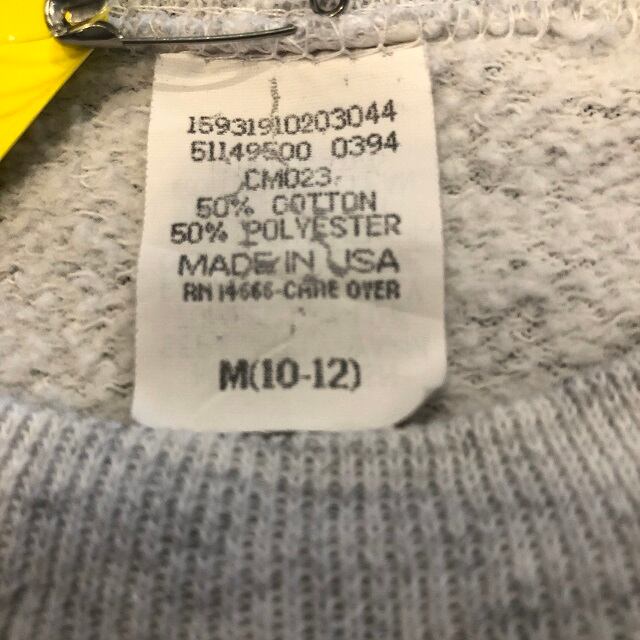 15931910203044
51149500 0394
CM023
50% COTTON
50% POLYESTER
MADE IN USA
RN 14666-CARE OVER
M(10-12)